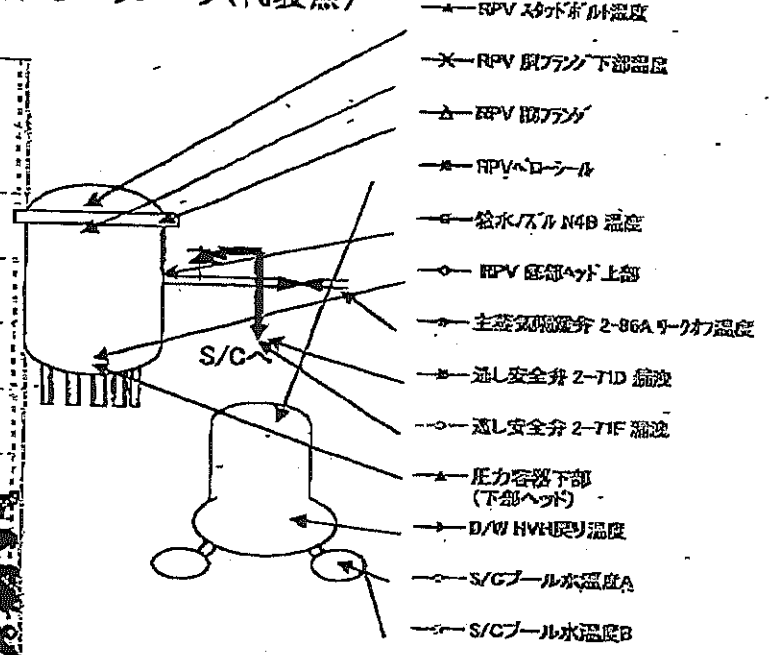 (代表点)
RPV スタッドボルト温度
RPV 胴フランジ下部温度
RPV 胴フランジ
RPVベローシール
給水ノズル N4B 温度
RPV 底部ヘッド上部
主蒸気隔離弁 2-86A リークオフ温度
逃し安全弁 2-71D 漏洩
S/Cへ
逃し安全弁 2-71F 漏洩
圧力容器下部
(下部ヘッド)
D/W HVH戻り温度
S/Cプール水温度A
S/Cプール水温度B